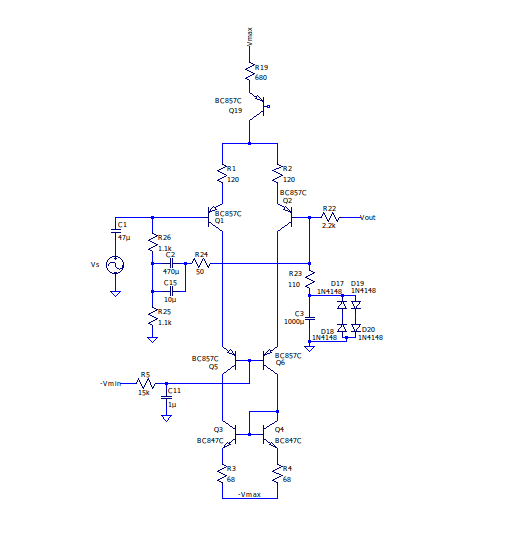 Vmax
R19
680
BC857C
Q19
R1
120
R2
120
BC857C
Q2
BC857C
Q1
R22
2.2k
Vout
C1
47µ
Vs
R26
1.1k
C2
470µ
R24
50
C15
10µ
R25
1.1k
R23
110
D17
1N4148
D19
1N4148
C3
1000µ
D18
1N4148
D20
1N4148
BC857C
Q5
BC857C
Q6
-Vmin
R5
15k
C11
1µ
Q3
BC847C
Q4
BC847C
R3
68
R4
68
-Vmax